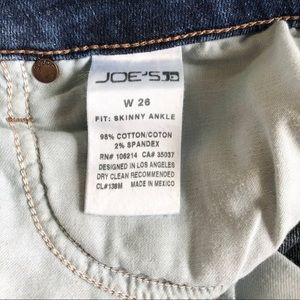 JOE'S
W 26
FIT: SKINNY ANKLE
98% COTTON/COTON
2% SPANDEX
RN# 106214 CA# 35037
DESIGNED IN LOS ANGELES
DRY CLEAN RECOMMENDED
CL#138M MADE IN MEXICO